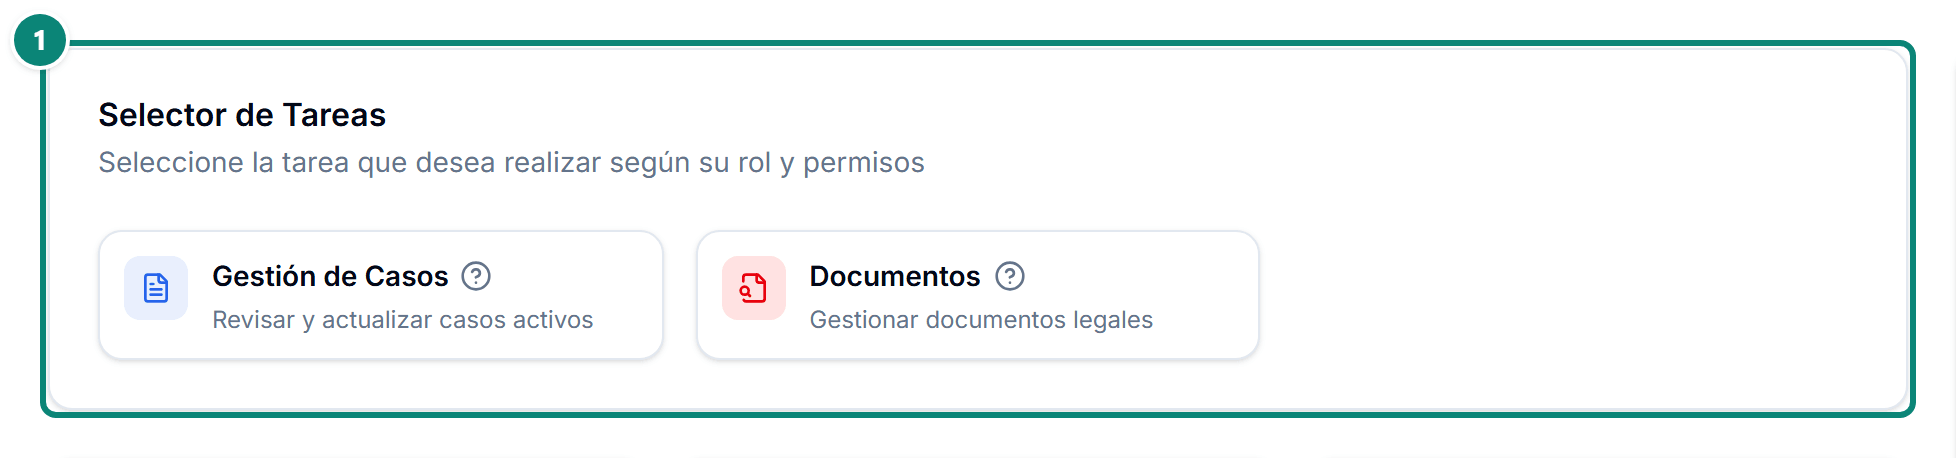 1
Selector de Tareas
Seleccione la tarea que desea realizar según su rol y permisos
Gestión de Casos ?
Revisar y actualizar casos activos
Documentos ?
Gestionar documentos legales